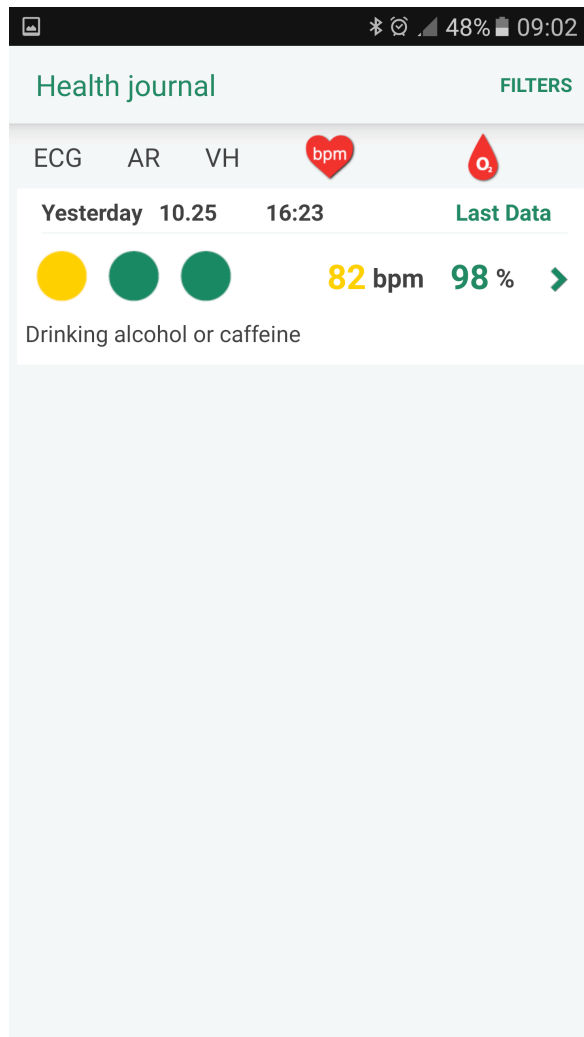 48% 09:02
Health journal FILTERS
ECG AR VH bpm O₂
Yesterday 10.25 16:23 Last Data
82 bpm 98 %
Drinking alcohol or caffeine